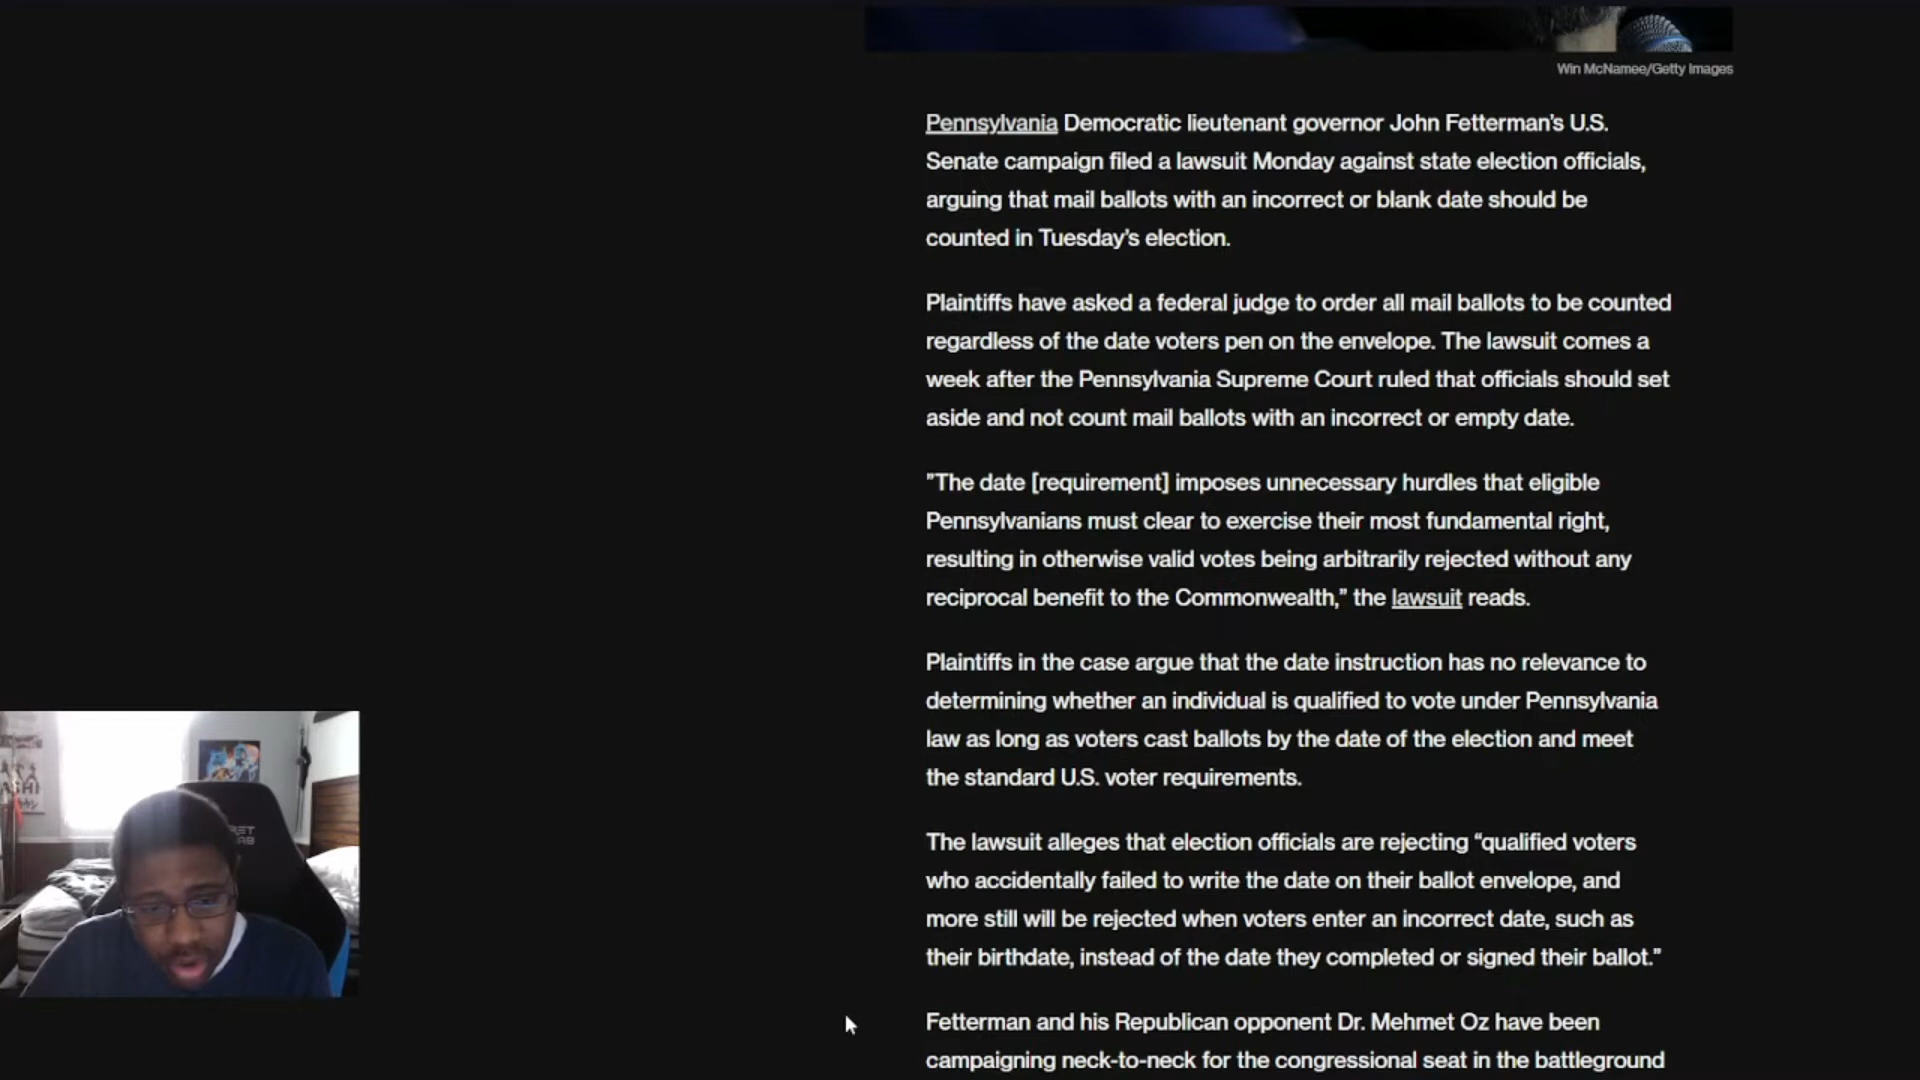 Win McNamee/Getty Images
Pennsylvania Democratic lieutenant governor John Fetterman's U.S.
Senate campaign filed a lawsuit Monday against state election officials,
arguing that mail ballots with an incorrect or blank date should be
counted in Tuesday's election.
Plaintiffs have asked a federal judge to order all mail ballots to be counted
regardless of the date voters pen on the envelope. The lawsuit comes a
week after the Pennsylvania Supreme Court ruled that officials should set
aside and not count mail ballots with an incorrect or empty date.
"The date [requirement] imposes unnecessary hurdles that eligible
Pennsylvanians must clear to exercise their most fundamental right,
resulting in otherwise valid votes being arbitrarily rejected without any
reciprocal benefit to the Commonwealth," the lawsuit reads.
Plaintiffs in the case argue that the date instruction has no relevance to
determining whether an individual is qualified to vote under Pennsylvania
law as long as voters cast ballots by the date of the election and meet
the standard U.S. voter requirements.
The lawsuit alleges that election officials are rejecting “qualified voters
who accidentally failed to write the date on their ballot envelope, and
more still will be rejected when voters enter an incorrect date, such as
their birthdate, instead of the date they completed or signed their ballot.”
Fetterman and his Republican opponent Dr. Mehmet Oz have been
campaigning neck-to-neck for the congressional seat in the battleground